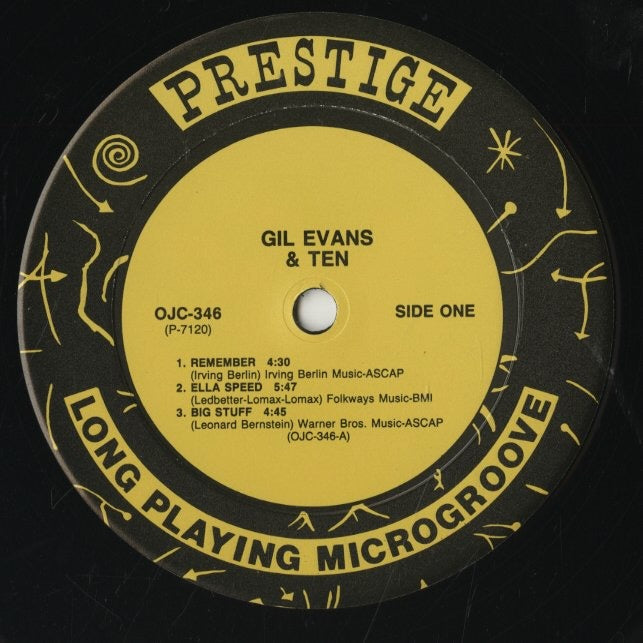 PRESTIGE
GIL EVANS
& TEN
OJC-346
(P-7120)
SIDE ONE
1. REMEMBER 4:30
(Irving Berlin) Irving Berlin Music-ASCAP
2. ELLA SPEED 5:47
(Ledbetter-Lomax-Lomax) Folkways Music-BMI
3. BIG STUFF 4:45
(Leonard Bernstein) Warner Bros. Music-ASCAP
(OJC-346-A)
LONG PLAYING MICROGROOVE